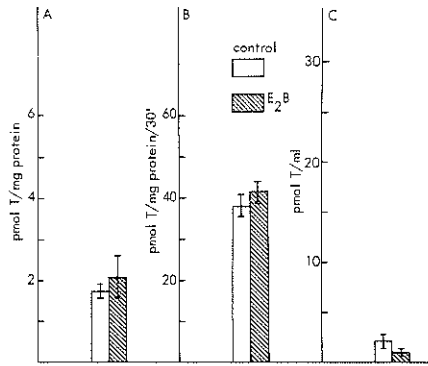 A
B
C
control
E2B
pmol T/mg protein
6
4
2
pmol T/mg protein/30'
60
40
20
pmol T/ml
30
20
10